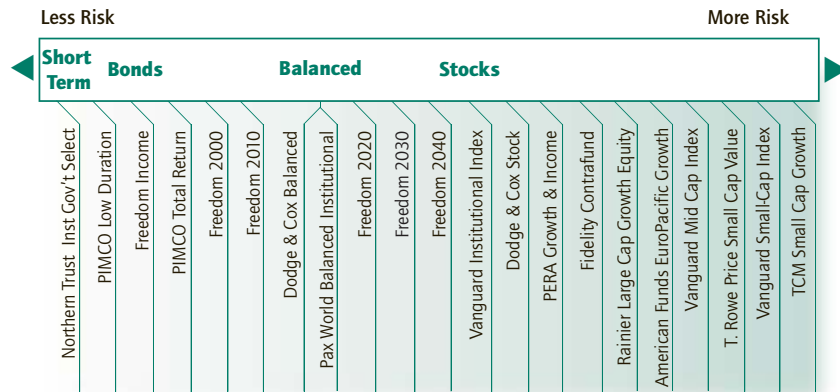 Less Risk
More Risk
Short
Term
Bonds
Balanced
Stocks
Northern Trust Inst Gov't Select
PIMCO Low Duration
Freedom Income
PIMCO Total Return
Freedom 2000
Freedom 2010
Dodge & Cox Balanced
Pax World Balanced Institutional
Freedom 2020
Freedom 2030
Freedom 2040
Vanguard Institutional Index
Dodge & Cox Stock
PERA Growth & Income
Fidelity Contrafund
Rainier Large Cap Growth Equity
American Funds EuroPacific Growth
Vanguard Mid Cap Index
T. Rowe Price Small Cap Value
Vanguard Small-Cap Index
TCM Small Cap Growth